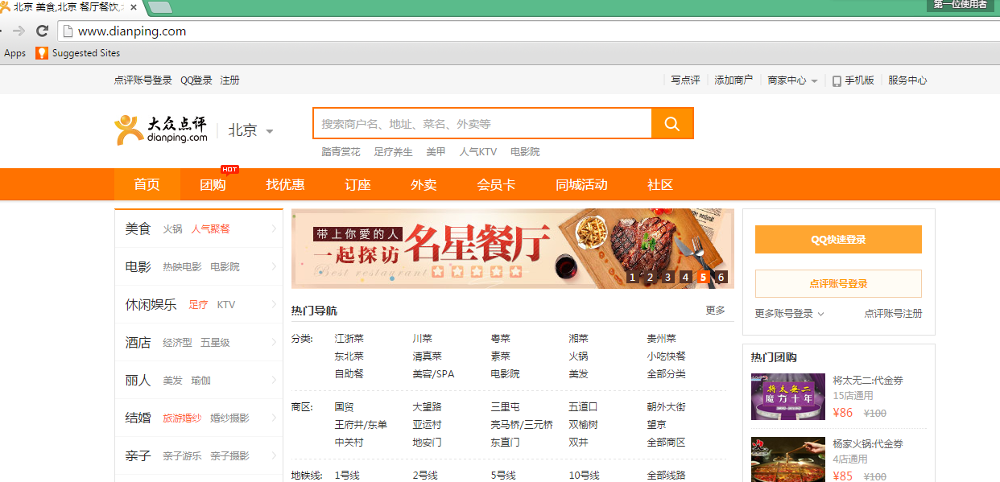 北京 美食,北京 餐厅餐饮,
第一位使用者
www.dianping.com
Apps Suggested Sites
点评账号登录 QQ登录 注册 写点评 添加商户 商家中心 手机版 服务中心
大众点评
dianping.com
北京
搜索商户名、地址、菜名、外卖等
踏青赏花 足疗养生 美甲 人气KTV 电影院
HOT
首页 团购 找优惠 订座 外卖 会员卡 同城活动 社区
美食 火锅 人气聚餐
电影 热映电影 电影院
休闲娱乐 足疗 KTV
酒店 经济型 五星级
丽人 美发 瑜伽
结婚 旅游婚纱 婚纱摄影
亲子 亲子游乐 亲子摄影
带上你愛的人
一起探访
名星餐厅
Best restaurant
1 2 3 4 5 6
热门导航 更多
分类: 江浙菜 川菜 粤菜 湘菜 贵州菜
东北菜 清真菜 素菜 火锅 小吃快餐
自助餐 美容/SPA 电影院 美发 全部分类
商区: 国贸 大望路 三里屯 五道口 朝外大街
王府井/东单 亚运村 亮马桥/三元桥 双榆树 望京
中关村 地安门 东直门 双井 全部商区
地铁线: 1号线 2号线 5号线 10号线 全部线路
QQ快速登录
点评账号登录
更多账号登录 点评账号注册
热门团购
将太無二
魔力十年
将太无二:代金券
15店通用
¥86 ¥100
杨家火锅:代金券
4店通用
¥85 ¥100